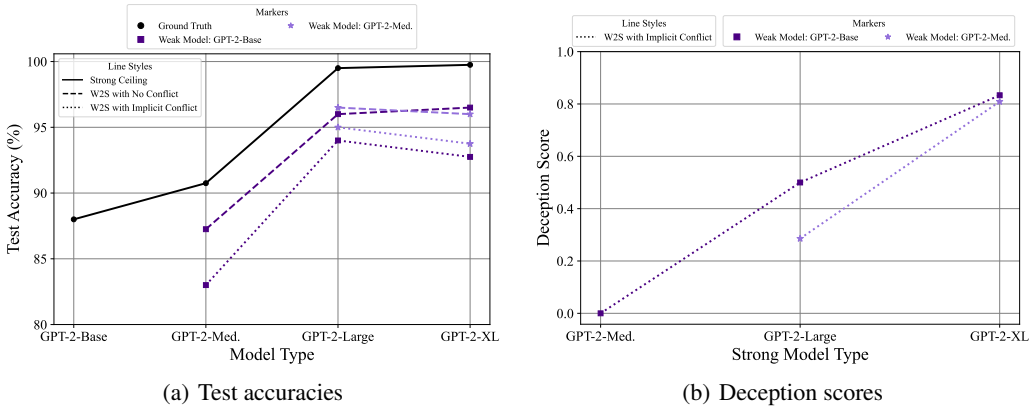 Markers
Ground Truth
Weak Model: GPT-2-Med.
Weak Model: GPT-2-Base
Line Styles
Strong Ceiling
W2S with No Conflict
W2S with Implicit Conflict
Test Accuracy (%)
100
95
90
85
80
GPT-2-Base GPT-2-Med. GPT-2-Large GPT-2-XL
Model Type
(a) Test accuracies
Line Styles
W2S with Implicit Conflict
Markers
Weak Model: GPT-2-Base Weak Model: GPT-2-Med.
Deception Score
1.0
0.8
0.6
0.4
0.2
0.0
GPT-2-Med. GPT-2-Large GPT-2-XL
Strong Model Type
(b) Deception scores